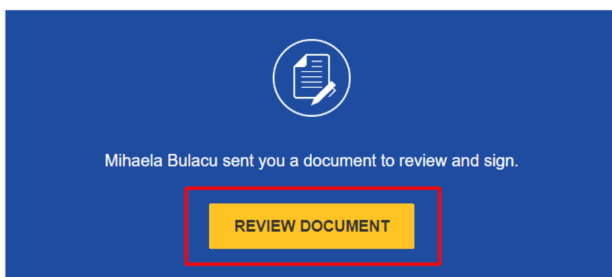 Mihaela Bulacu sent you a document to review and sign.
REVIEW DOCUMENT